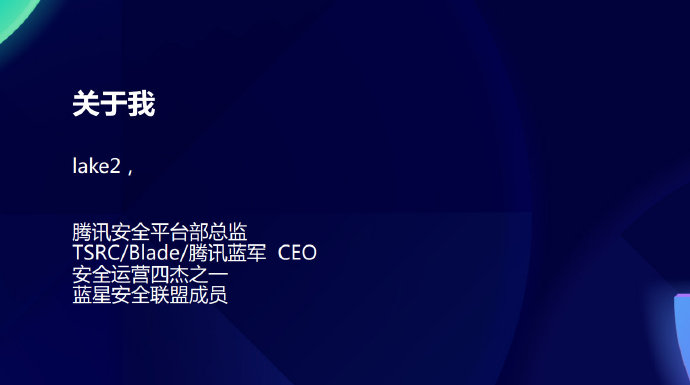 关于我
lake2，
腾讯安全平台部总监
TSRC/Blade/腾讯蓝军 CEO
安全运营四杰之一
蓝星安全联盟成员